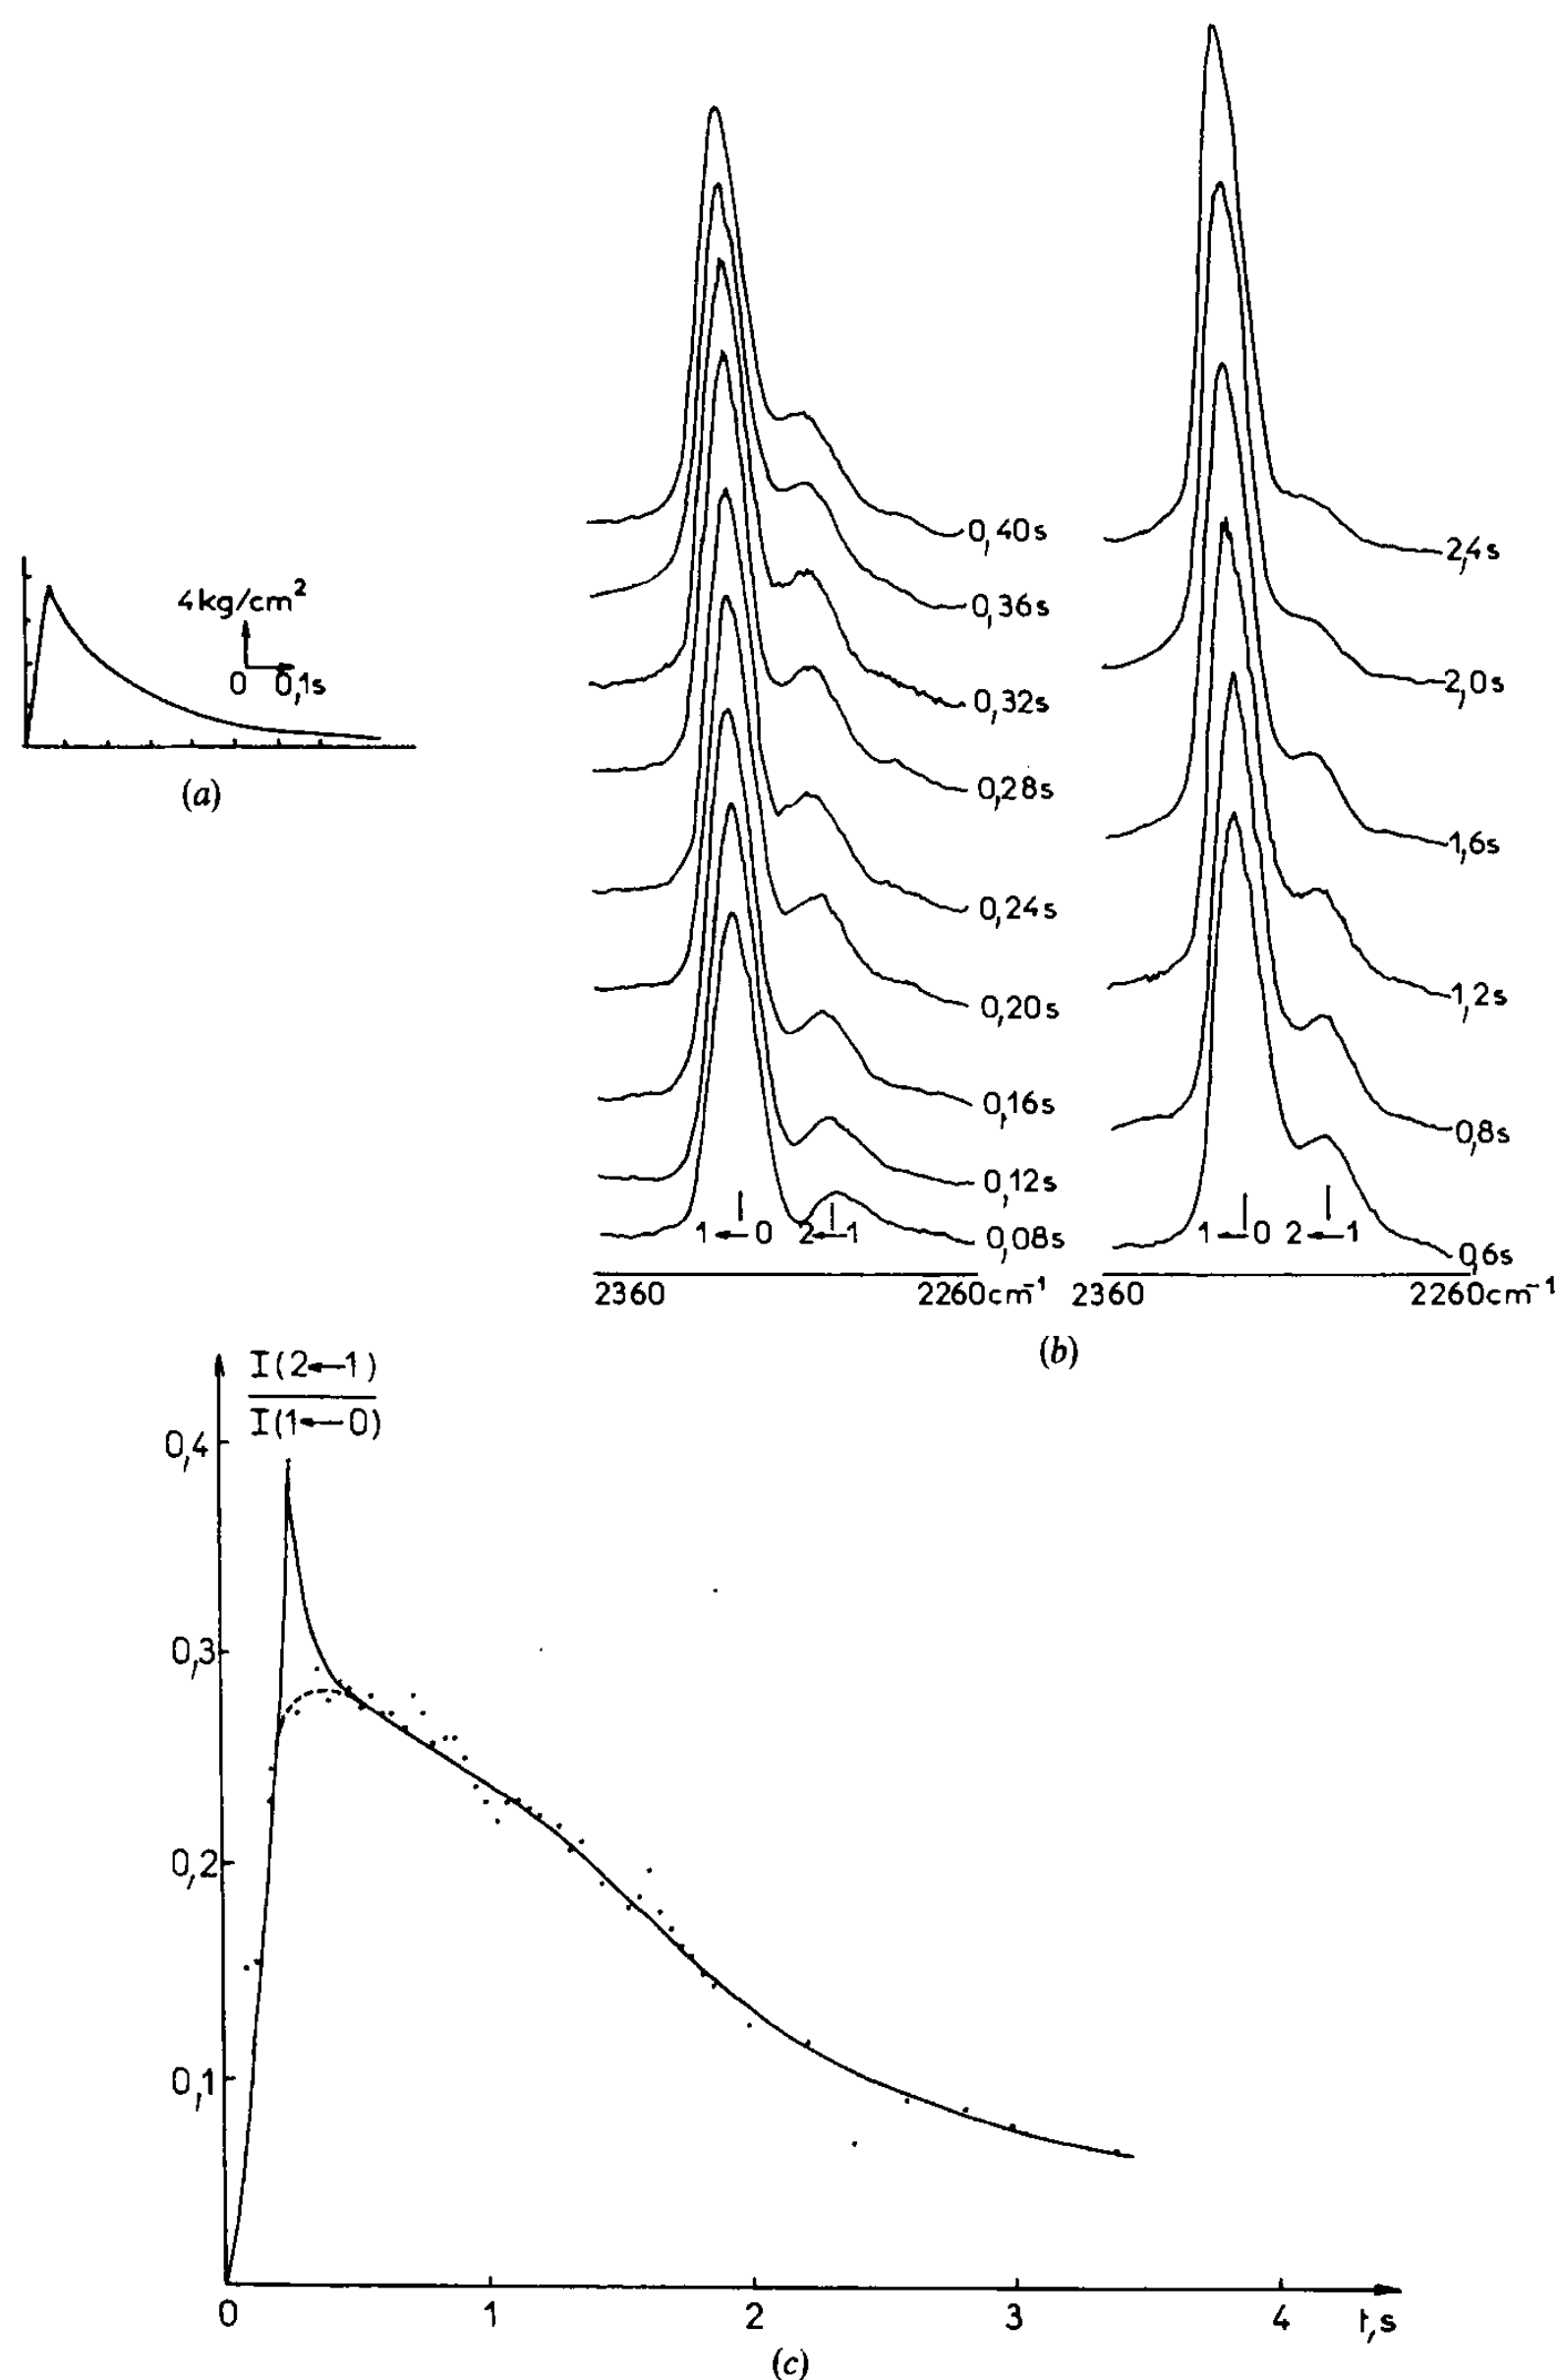 4kg/cm²
0 0,1s
(a)
0,40s
0,36s
0,32s
0,28s
0,24s
0,20s
0,16s
0,12s
0,08s
1←0 2←1
2360 2260cm⁻¹
2,4s
2,0s
1,6s
1,2s
0,8s
0,6s
1←0 2←1
2360 2260cm⁻¹
(b)
I(2←1)
I(1←0)
0,4
0,3
0,2
0,1
0 1 2 3 4 t,s
(c)